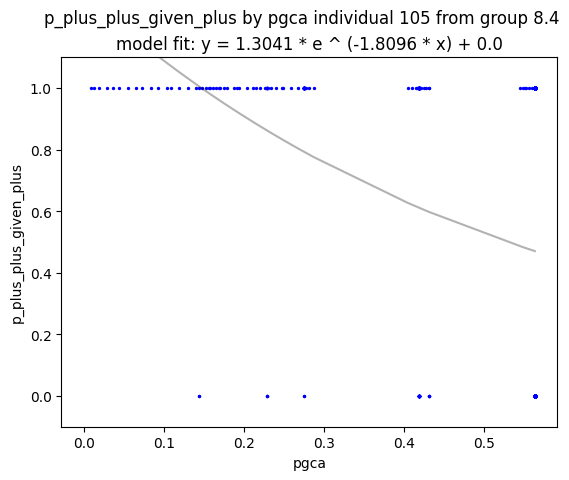 p_plus_plus_given_plus by pgca individual 105 from group 8.4
model fit: y = 1.3041 * e ^ (-1.8096 * x) + 0.0
p_plus_plus_given_plus
1.0
0.8
0.6
0.4
0.2
0.0
0.0 0.1 0.2 0.3 0.4 0.5
pgca